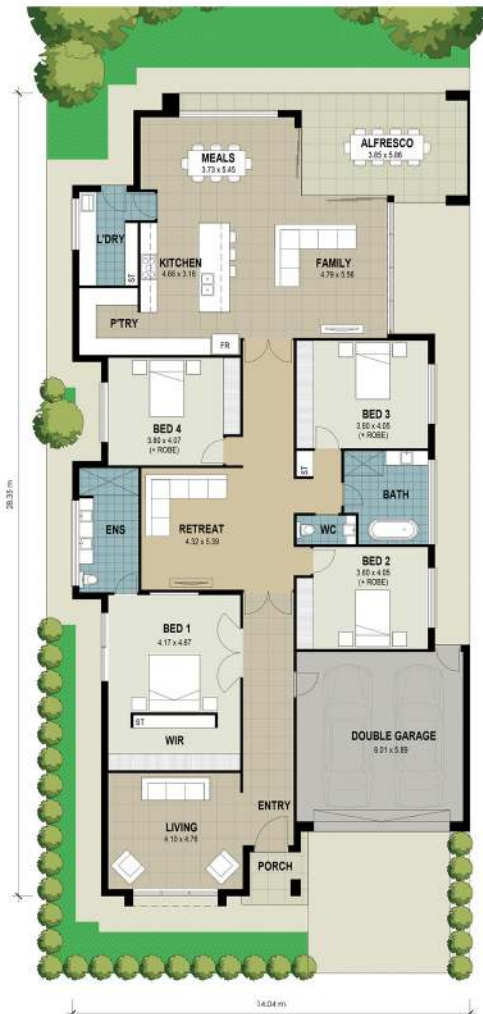 MEALS
3.73 x 5.45
ALFRESCO
3.85 x 5.66
L'DRY
ST
KITCHEN
4.66 x 3.16
FAMILY
4.79 x 5.56
P'TRY
FR
BED 4
3.80 x 4.07
(+ ROBE)
BED 3
3.60 x 4.05
(+ ROBE)
28.35 m
ST
BATH
ENS
RETREAT
4.32 x 5.39
WC
BED 2
3.60 x 4.05
(+ ROBE)
BED 1
4.17 x 4.87
ST
WIR
DOUBLE GARAGE
6.01 x 5.89
LIVING
4.10 x 4.76
ENTRY
PORCH
14.04 m